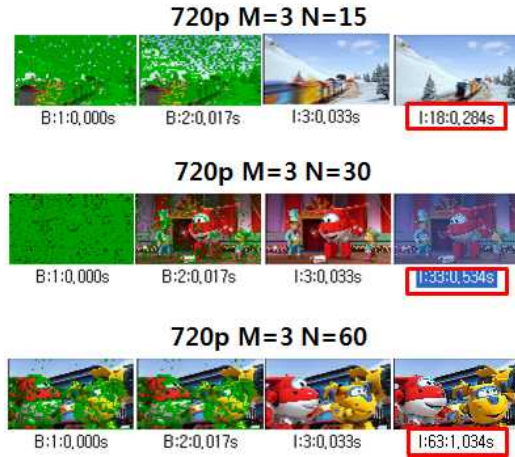 720p M=3 N=15
B:1:0,000s B:2:0,017s I:3:0,033s I:18:0,284s
720p M=3 N=30
B:1:0,000s B:2:0,017s I:3:0,033s I:33:0,534s
720p M=3 N=60
B:1:0,000s B:2:0,017s I:3:0,033s I:63:1,034s